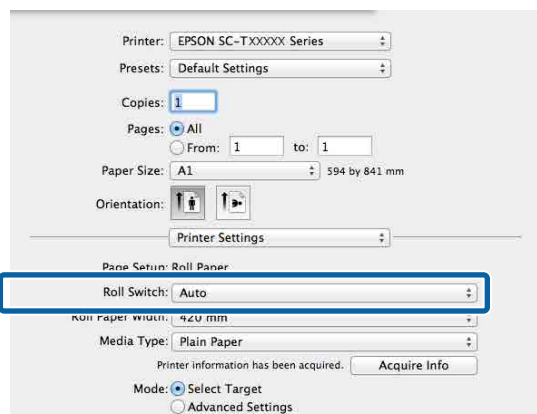 Printer: EPSON SC-TXXXXX Series
Presets: Default Settings
Copies: 1
Pages: All
From: 1 to: 1
Paper Size: A1 594 by 841 mm
Orientation:
Printer Settings
Page Setup: Roll Paper
Roll Switch: Auto
Roll Paper Width: 420 mm
Media Type: Plain Paper
Printer information has been acquired. Acquire Info
Mode: Select Target
Advanced Settings